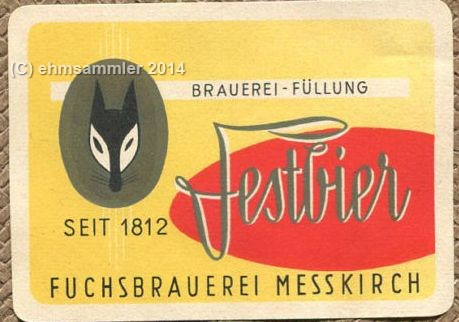 (C) ehmsammler 2014
BRAUEREI-FÜLLUNG
Festbier
SEIT 1812
FUCHSBRAUEREI MESSKIRCH